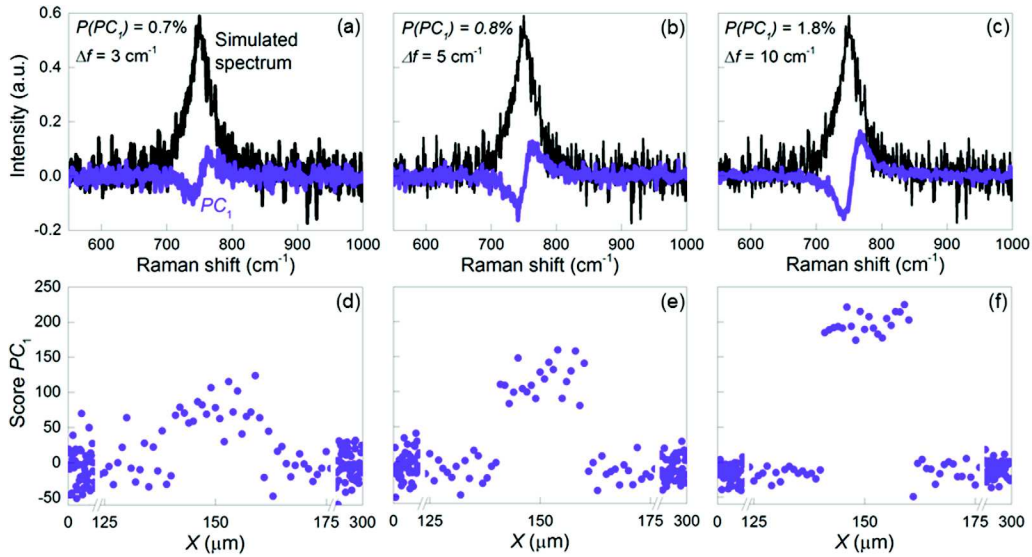 P(PC₁) = 0.7%
Δf = 3 cm⁻¹
Simulated
spectrum
(a)
PC₁
P(PC₁) = 0.8%
Δf = 5 cm⁻¹
(b)
P(PC₁) = 1.8%
Δf = 10 cm⁻¹
(c)
Intensity (a.u.)
0.6
0.4
0.2
0.0
-0.2
600 700 800 900 1000
600 700 800 900 1000
600 700 800 900 1000
Raman shift (cm⁻¹)
Raman shift (cm⁻¹)
Raman shift (cm⁻¹)
(d)
(e)
(f)
Score PC₁
250
200
150
100
50
0
-50
0 125 150 175 300
0 125 150 175 300
0 125 150 175 300
X (μm)
X (μm)
X (μm)